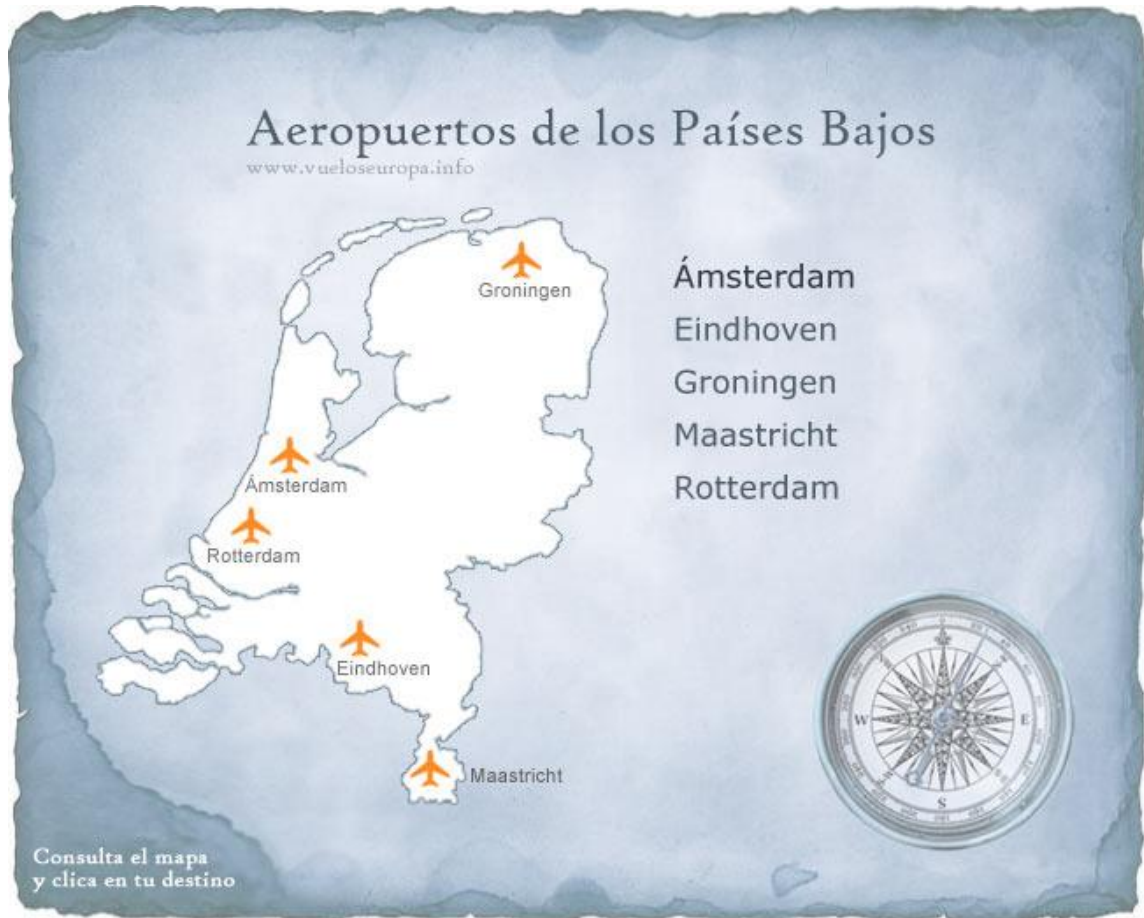 Aeropuertos de los Países Bajos
www.vueloseuropa.info
Groningen
Ámsterdam
Rotterdam
Eindhoven
Maastricht
Ámsterdam
Eindhoven
Groningen
Maastricht
Rotterdam
W
E
S
Consulta el mapa
y clica en tu destino